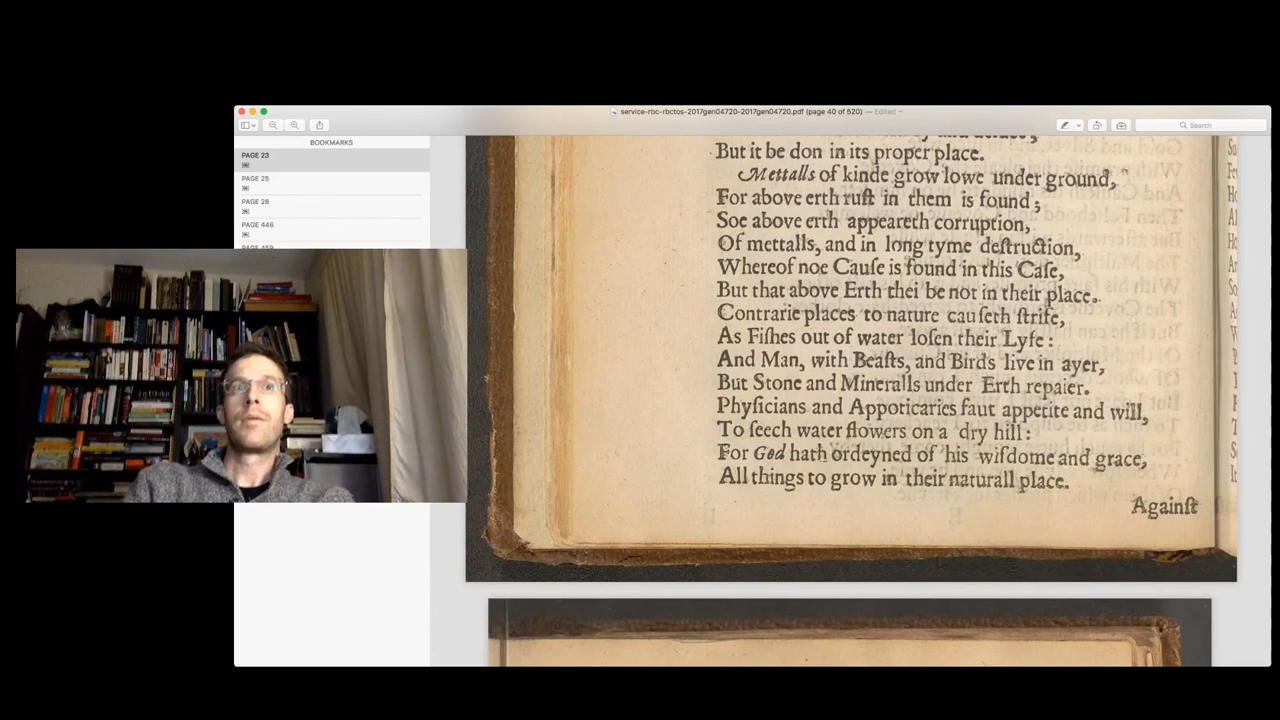 service-rbc-rbctos-2017gen04720-2017gen04720.pdf (page 40 of 520) — Edited
Search
BOOKMARKS
PAGE 23
PAGE 25
PAGE 28
PAGE 446
But it be don in its proper place.
Mettalls of kinde grow lowe under ground,
For above erth ruſt in them is found;
Soe above erth appeareth corruption,
Of mettalls, and in long tyme deſtruction,
Whereof noe Cauſe is found in this Caſe,
But that above Erth thei be not in their place.
Contrarie places to nature cauſeth ſtrife,
As Fiſhes out of water loſen their Lyfe:
And Man, with Beaſts, and Birds live in ayer,
But Stone and Mineralls under Erth repaier.
Phyſicians and Appoticaries faut appetite and will,
To ſeech water flowers on a dry hill:
For God hath ordeyned of his wiſdome and grace,
All things to grow in their naturall place.
Againſt